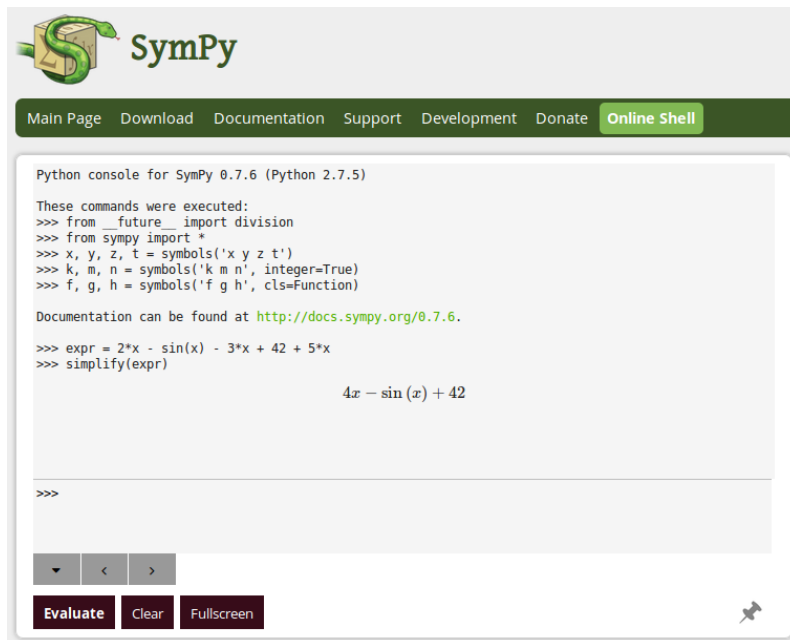 SymPy
Main Page Download Documentation Support Development Donate Online Shell
Python console for SymPy 0.7.6 (Python 2.7.5)
These commands were executed:
>>> from __future__ import division
>>> from sympy import *
>>> x, y, z, t = symbols('x y z t')
>>> k, m, n = symbols('k m n', integer=True)
>>> f, g, h = symbols('f g h', cls=Function)
Documentation can be found at http://docs.sympy.org/0.7.6.
>>> expr = 2*x - sin(x) - 3*x + 42 + 5*x
>>> simplify(expr)
4x − sin (x) + 42
>>>
Evaluate Clear Fullscreen